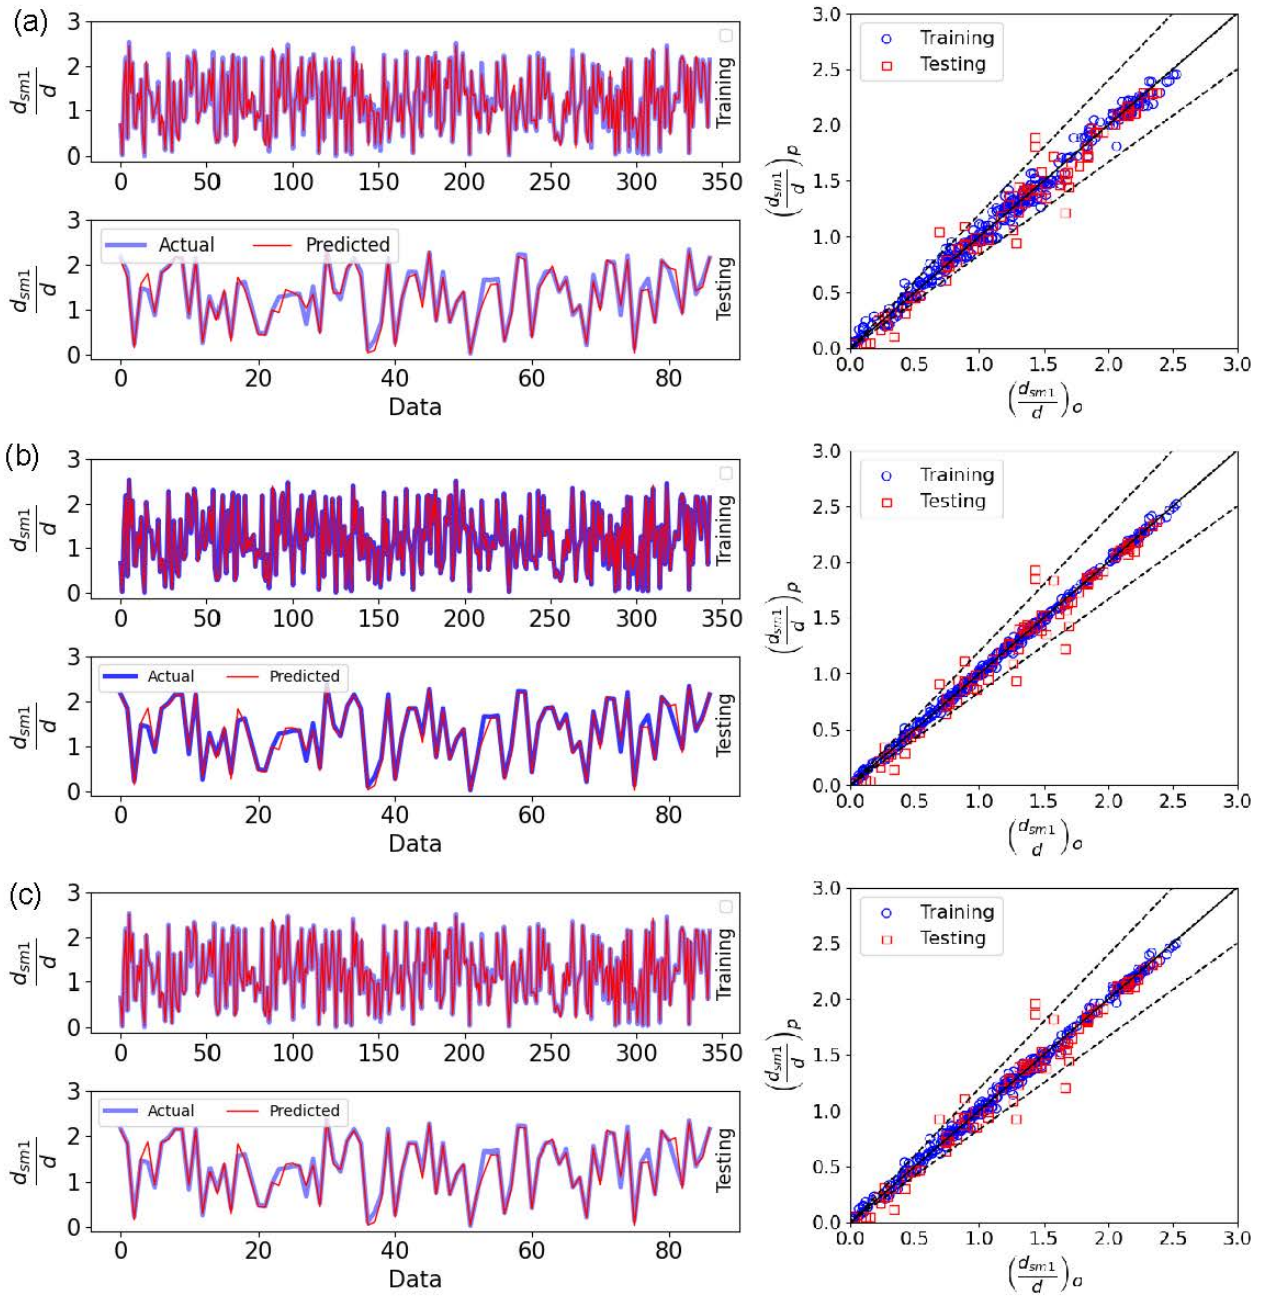 (a)
3
2
1
0
d_sm1/d
0 50 100 150 200 250 300 350
Training
3
2
1
0
d_sm1/d
Actual Predicted
0 20 40 60 80
Data
Testing
3.0
2.5
2.0
1.5
1.0
0.5
0.0
(d_sm1/d)_p
Training
Testing
0.0 0.5 1.0 1.5 2.0 2.5 3.0
(d_sm1/d)_o
(b)
3
2
1
0
d_sm1/d
0 50 100 150 200 250 300 350
Training
3
2
1
0
d_sm1/d
Actual Predicted
0 20 40 60 80
Data
Testing
3.0
2.5
2.0
1.5
1.0
0.5
0.0
(d_sm1/d)_p
Training
Testing
0.0 0.5 1.0 1.5 2.0 2.5 3.0
(d_sm1/d)_o
(c)
3
2
1
0
d_sm1/d
0 50 100 150 200 250 300 350
Training
3
2
1
0
d_sm1/d
Actual Predicted
0 20 40 60 80
Data
Testing
3.0
2.5
2.0
1.5
1.0
0.5
0.0
(d_sm1/d)_p
Training
Testing
0.0 0.5 1.0 1.5 2.0 2.5 3.0
(d_sm1/d)_o